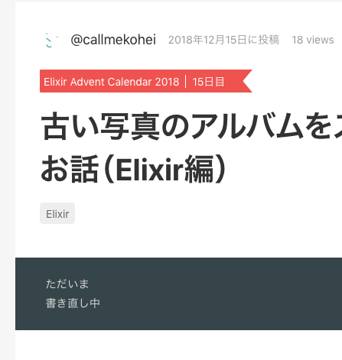 @callmekohei 2018年12月15日に投稿 18 views
Elixir Advent Calendar 2018 | 15日目
古い写真のアルバムをス
お話(Elixir編)
Elixir
ただいま
書き直し中